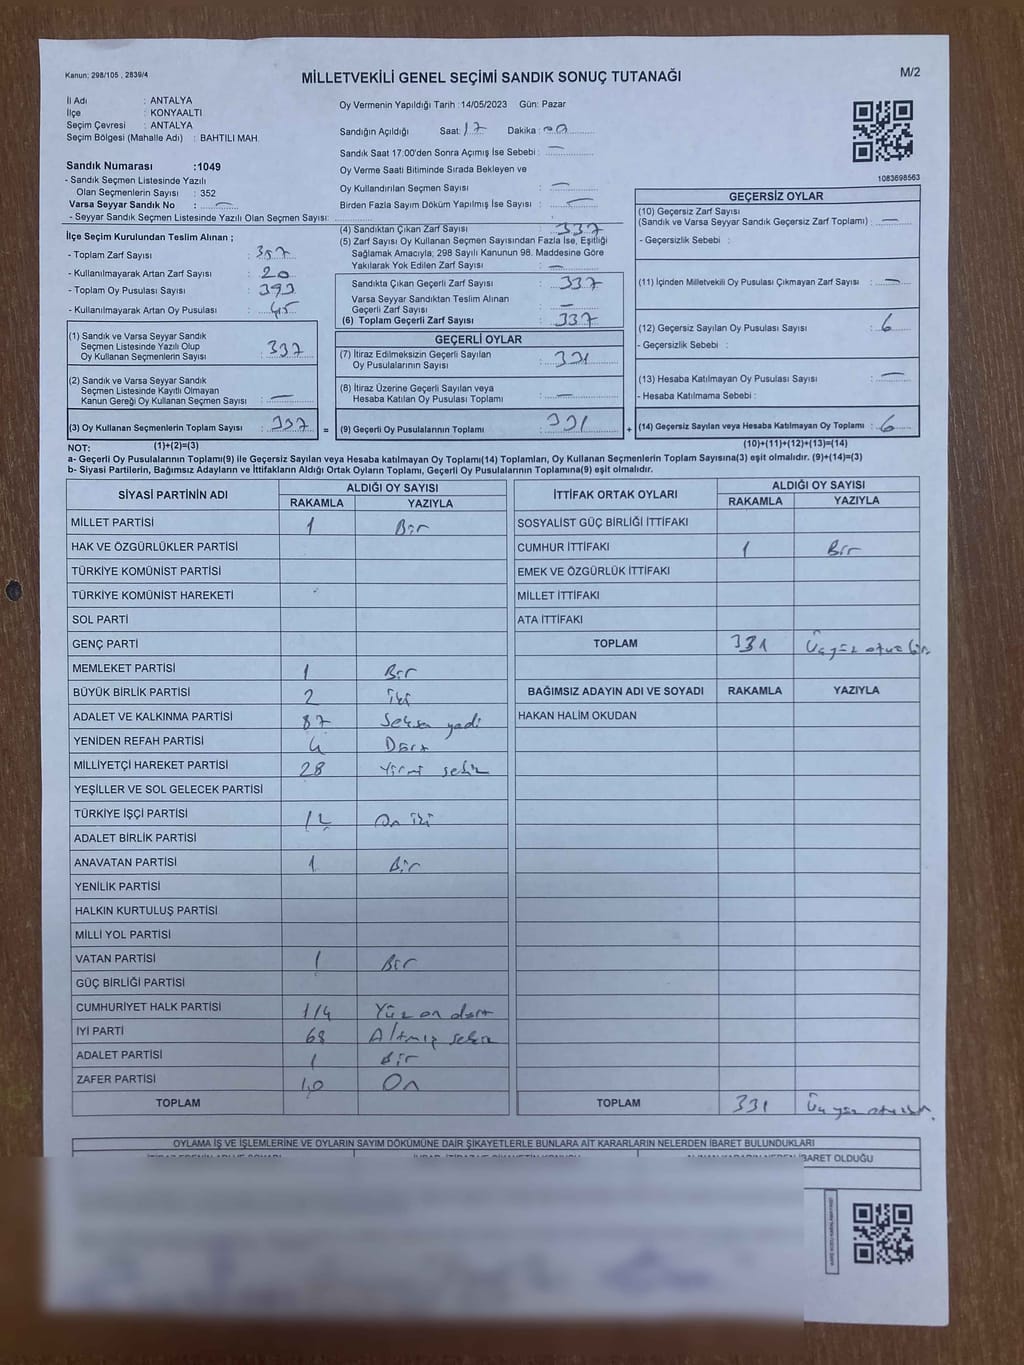 Kanun: 298/105 , 2839/4
MİLLETVEKİLİ GENEL SEÇİMİ SANDIK SONUÇ TUTANAĞI
M/2
İl Adı : ANTALYA
İlçe : KONYAALTI
Seçim Çevresi : ANTALYA
Seçim Bölgesi (Mahalle Adı) : BAHTILI MAH.
Sandık Numarası :1049
- Sandık Seçmen Listesinde Yazılı
Olan Seçmenlerin Sayısı : 352
Varsa Seyyar Sandık No : —
- Seyyar Sandık Seçmen Listesinde Yazılı Olan Seçmen Sayısı:
Oy Vermenin Yapıldığı Tarih :14/05/2023 Gün: Pazar
Sandığın Açıldığı Saat: 17 Dakika : 00
Sandık Saat 17:00'den Sonra Açımış İse Sebebi : —
Oy Verme Saati Bitiminde Sırada Bekleyen ve
Oy Kullandırılan Seçmen Sayısı : —
Birden Fazla Sayım Döküm Yapılmış İse Sayısı : —
1083698563
İlçe Seçim Kurulundan Teslim Alınan ;
- Toplam Zarf Sayısı : 357
- Kullanılmayarak Artan Zarf Sayısı : 20
- Toplam Oy Pusulası Sayısı : 393
- Kullanılmayarak Artan Oy Pusulası : 45
(1) Sandık ve Varsa Seyyar Sandık
Seçmen Listesinde Yazılı Olup
Oy Kullanan Seçmenlerin Sayısı : 337
(2) Sandık ve Varsa Seyyar Sandık
Seçmen Listesinde Kayıtlı Olmayan
Kanun Gereği Oy Kullanan Seçmen Sayısı : —
(3) Oy Kullanan Seçmenlerin Toplam Sayısı : 337 =
(4) Sandıktan Çıkan Zarf Sayısı : 337
(5) Zarf Sayısı Oy Kullanan Seçmen Sayısından Fazla İse, Eşitliği
Sağlamak Amacıyla; 298 Sayılı Kanunun 98. Maddesine Göre
Yakılarak Yok Edilen Zarf Sayısı : —
Sandıkta Çıkan Geçerli Zarf Sayısı : 337
Varsa Seyyar Sandıktan Teslim Alınan
Geçerli Zarf Sayısı : —
(6) Toplam Geçerli Zarf Sayısı : 337
GEÇERLİ OYLAR
(7) İtiraz Edilmeksizin Geçerli Sayılan
Oy Pusulalarının Sayısı : 331
(8) İtiraz Üzerine Geçerli Sayılan veya
Hesaba Katılan Oy Pusulası Toplamı : —
(9) Geçerli Oy Pusulalarının Toplamı : 331 +
GEÇERSİZ OYLAR
(10) Geçersiz Zarf Sayısı
(Sandık ve Varsa Seyyar Sandık Geçersiz Zarf Toplamı) : —
- Geçersizlik Sebebi :
(11) İçinden Milletvekili Oy Pusulası Çıkmayan Zarf Sayısı : —
(12) Geçersiz Sayılan Oy Pusulası Sayısı : 6
- Geçersizlik Sebebi :
(13) Hesaba Katılmayan Oy Pusulası Sayısı : —
- Hesaba Katılmama Sebebi :
(14) Geçersiz Sayılan veya Hesaba Katılmayan Oy Toplamı : 6
NOT: (1)+(2)=(3) (10)+(11)+(12)+(13)=(14)
a- Geçerli Oy Pusulalarının Toplamı(9) ile Geçersiz Sayılan veya Hesaba katılmayan Oy Toplamı(14) Toplamları, Oy Kullanan Seçmenlerin Toplam Sayısına(3) eşit olmalıdır. (9)+(14)=(3)
b- Siyasi Partilerin, Bağımsız Adayların ve İttifakların Aldığı Ortak Oyların Toplamı, Geçerli Oy Pusulalarının Toplamına(9) eşit olmalıdır.
SİYASİ PARTİNİN ADI ALDIĞI OY SAYISI
RAKAMLA YAZIYLA
MİLLET PARTİSİ 1 Bir
HAK VE ÖZGÜRLÜKLER PARTİSİ
TÜRKİYE KOMÜNİST PARTİSİ
TÜRKİYE KOMÜNİST HAREKETİ
SOL PARTİ
GENÇ PARTİ
MEMLEKET PARTİSİ 1 Bir
BÜYÜK BİRLİK PARTİSİ 2 İki
ADALET VE KALKINMA PARTİSİ 87 Seksen yedi
YENİDEN REFAH PARTİSİ 4 Dört
MİLLİYETÇİ HAREKET PARTİSİ 28 Yirmi sekiz
YEŞİLLER VE SOL GELECEK PARTİSİ
TÜRKİYE İŞÇİ PARTİSİ 12 On iki
ADALET BİRLİK PARTİSİ
ANAVATAN PARTİSİ 1 Bir
YENİLİK PARTİSİ
HALKIN KURTULUŞ PARTİSİ
MİLLİ YOL PARTİSİ
VATAN PARTİSİ 1 Bir
GÜÇ BİRLİĞİ PARTİSİ
CUMHURİYET HALK PARTİSİ 114 Yüz on dört
İYİ PARTİ 68 Altmış sekiz
ADALET PARTİSİ 1 Bir
ZAFER PARTİSİ 10 On
TOPLAM
İTTİFAK ORTAK OYLARI ALDIĞI OY SAYISI
RAKAMLA YAZIYLA
SOSYALİST GÜÇ BİRLİĞİ İTTİFAKI
CUMHUR İTTİFAKI 1 Bir
EMEK VE ÖZGÜRLÜK İTTİFAKI
MİLLET İTTİFAKI
ATA İTTİFAKI
TOPLAM 331 Üçyüz otuz bir
BAĞIMSIZ ADAYIN ADI VE SOYADI RAKAMLA YAZIYLA
HAKAN HALİM OKUDAN
TOPLAM 331 Üçyüz otuz bir
OYLAMA İŞ VE İŞLEMLERİNE VE OYLARIN SAYIM DÖKÜMÜNE DAİR ŞİKAYETLERLE BUNLARA AİT KARARLARIN NELERDEN İBARET BULUNDUKLARI
İBARET OLDUĞU